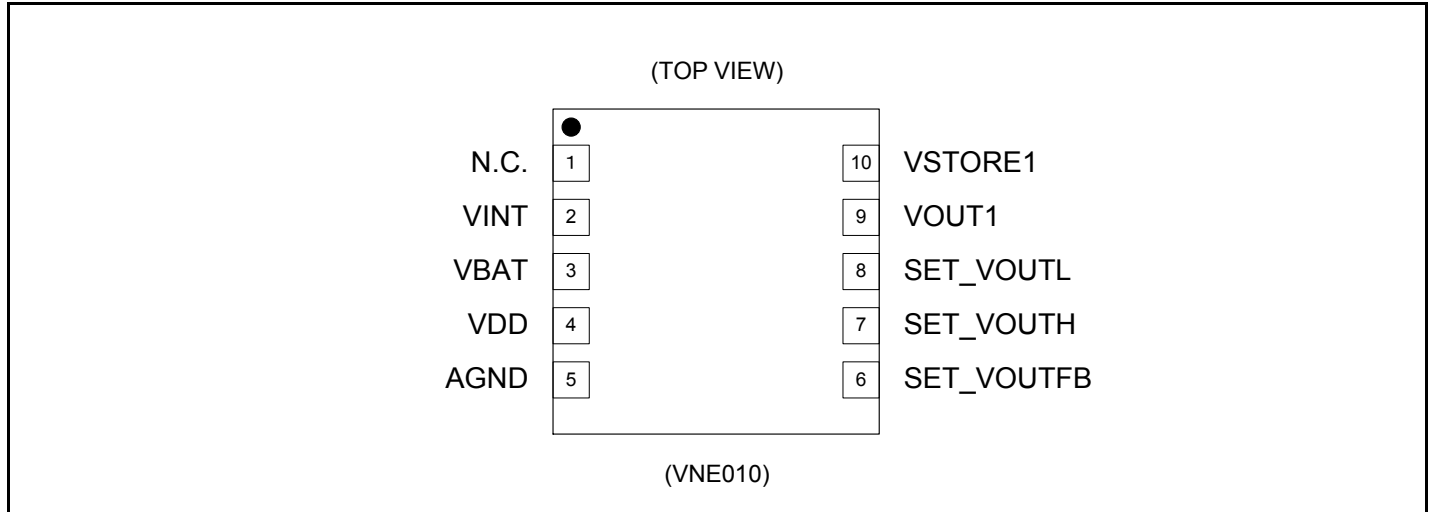 (TOP VIEW)
N.C. 1 10 VSTORE1
VINT 2 9 VOUT1
VBAT 3 8 SET_VOUTL
VDD 4 7 SET_VOUTH
AGND 5 6 SET_VOUTFB
(VNE010)